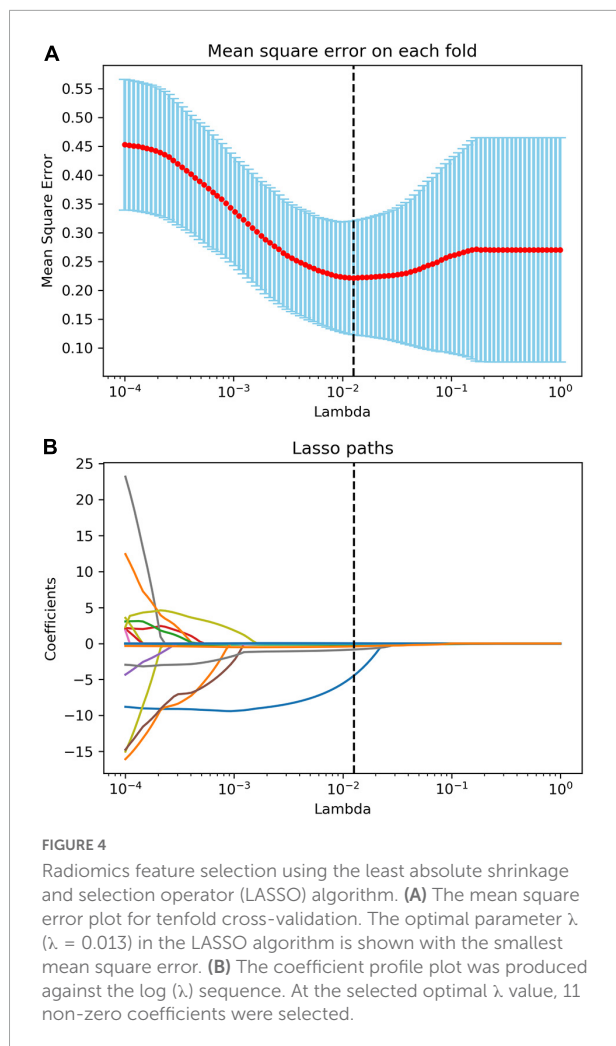 A
Mean square error on each fold
Mean Square Error
0.55
0.50
0.45
0.40
0.35
0.30
0.25
0.20
0.15
0.10
10⁻⁴ 10⁻³ 10⁻² 10⁻¹ 10⁰
Lambda
B
Lasso paths
Coefficients
25
20
15
10
5
0
−5
−10
−15
10⁻⁴ 10⁻³ 10⁻² 10⁻¹ 10⁰
Lambda
FIGURE 4
Radiomics feature selection using the least absolute shrinkage
and selection operator (LASSO) algorithm. (A) The mean square
error plot for tenfold cross-validation. The optimal parameter λ
(λ = 0.013) in the LASSO algorithm is shown with the smallest
mean square error. (B) The coefficient profile plot was produced
against the log (λ) sequence. At the selected optimal λ value, 11
non-zero coefficients were selected.